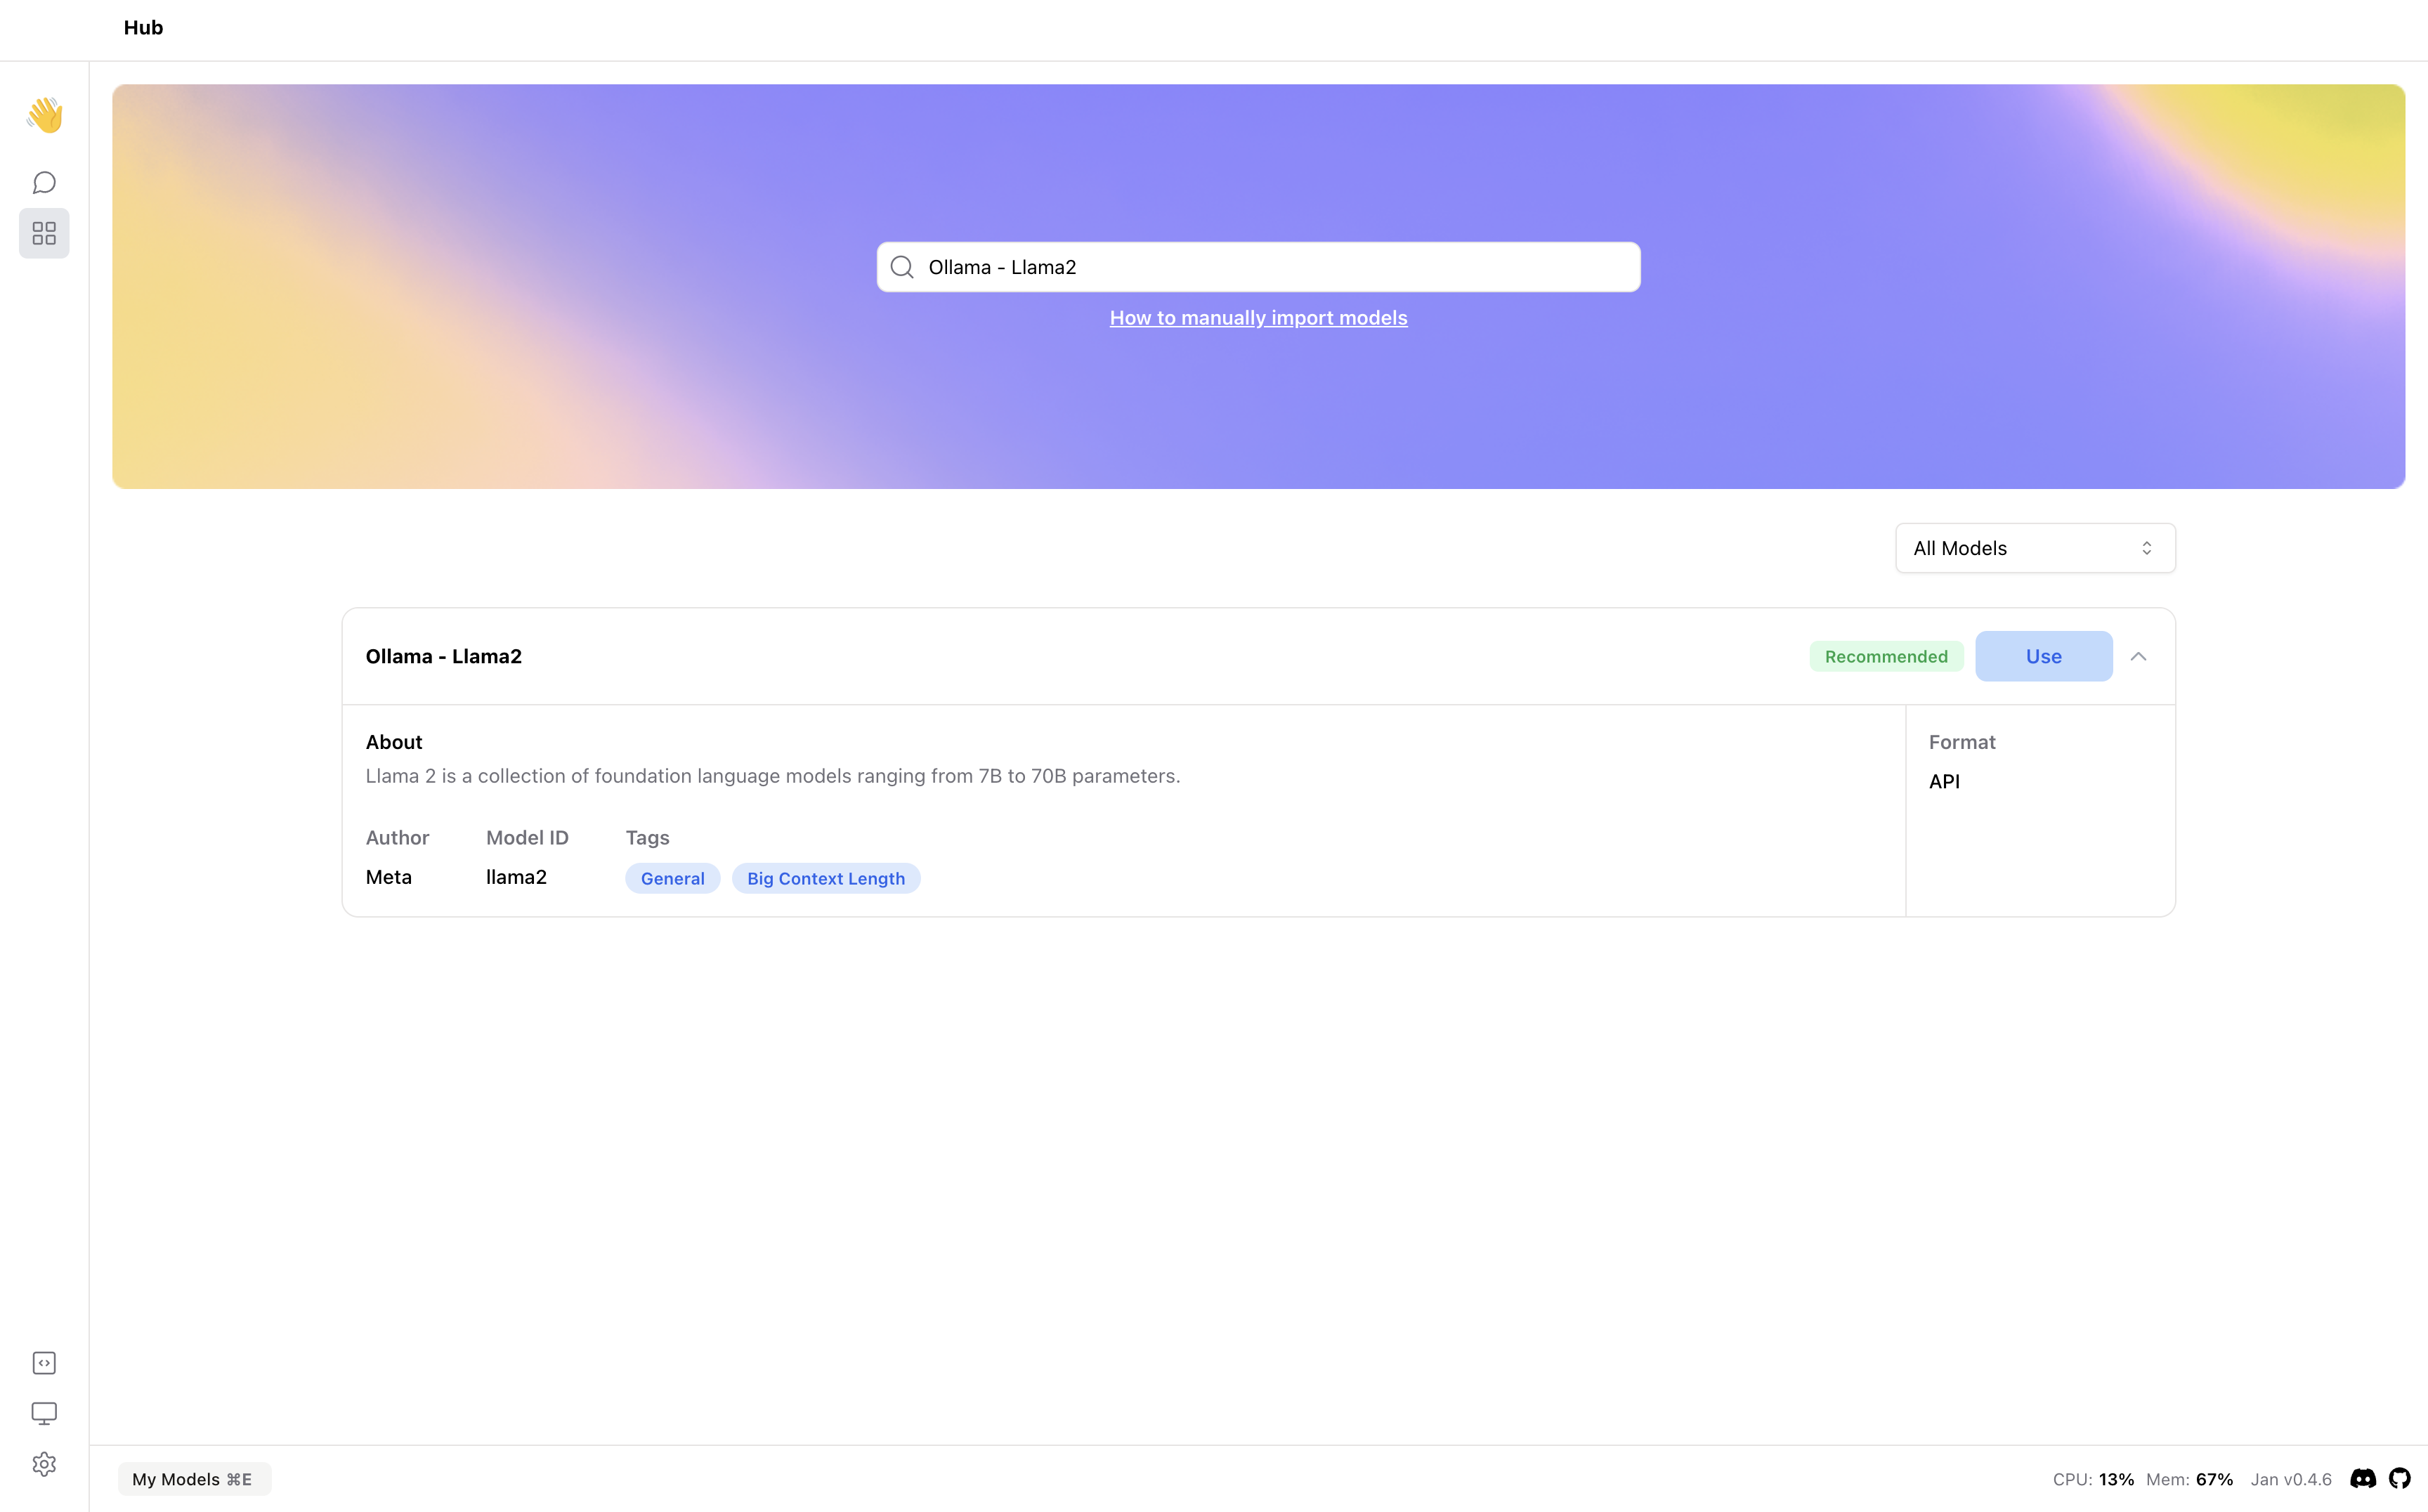 Hub
Ollama - Llama2
How to manually import models
All Models
Ollama - Llama2
Recommended
Use
About
Llama 2 is a collection of foundation language models ranging from 7B to 70B parameters.
Format
API
Author Model ID Tags
Meta llama2 General Big Context Length
My Models ⌘E
CPU: 13% Mem: 67% Jan v0.4.6